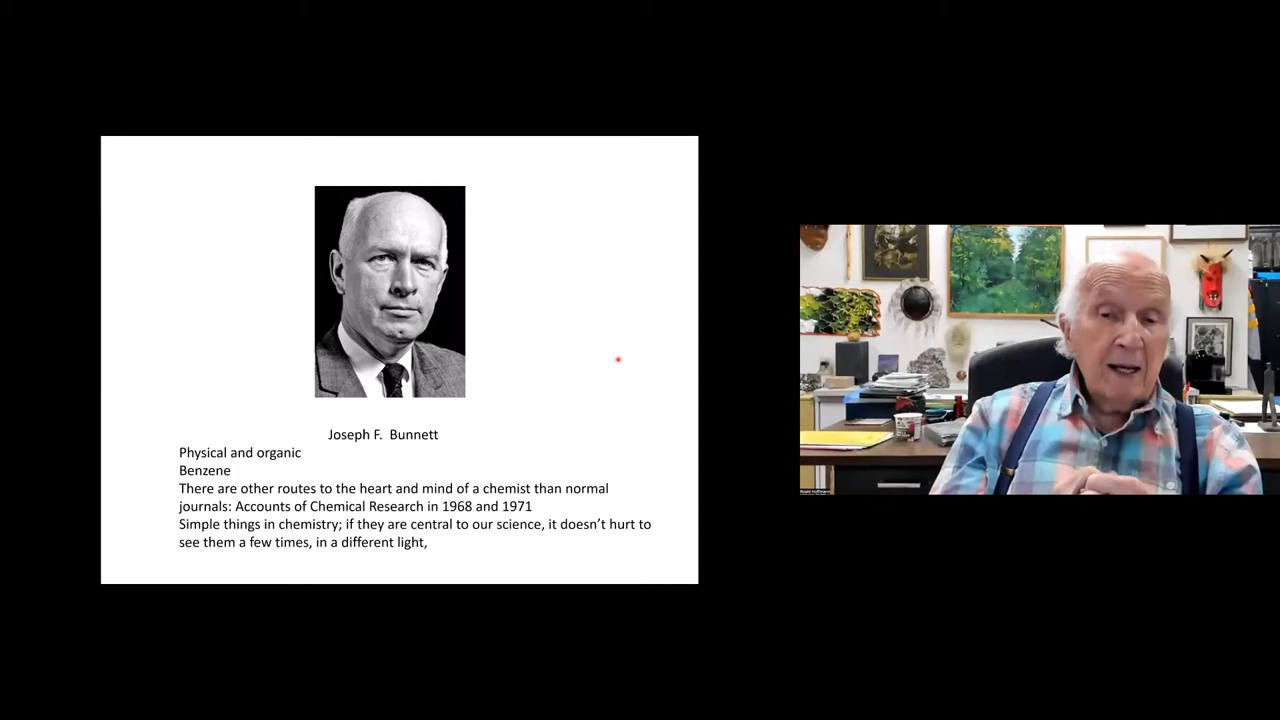 Joseph F.  Bunnett
Physical and organic
Benzene
There are other routes to the heart and mind of a chemist than normal
journals: Accounts of Chemical Research in 1968 and 1971
Simple things in chemistry; if they are central to our science, it doesn’t hurt to
see them a few times, in a different light,
Roald Hoffmann